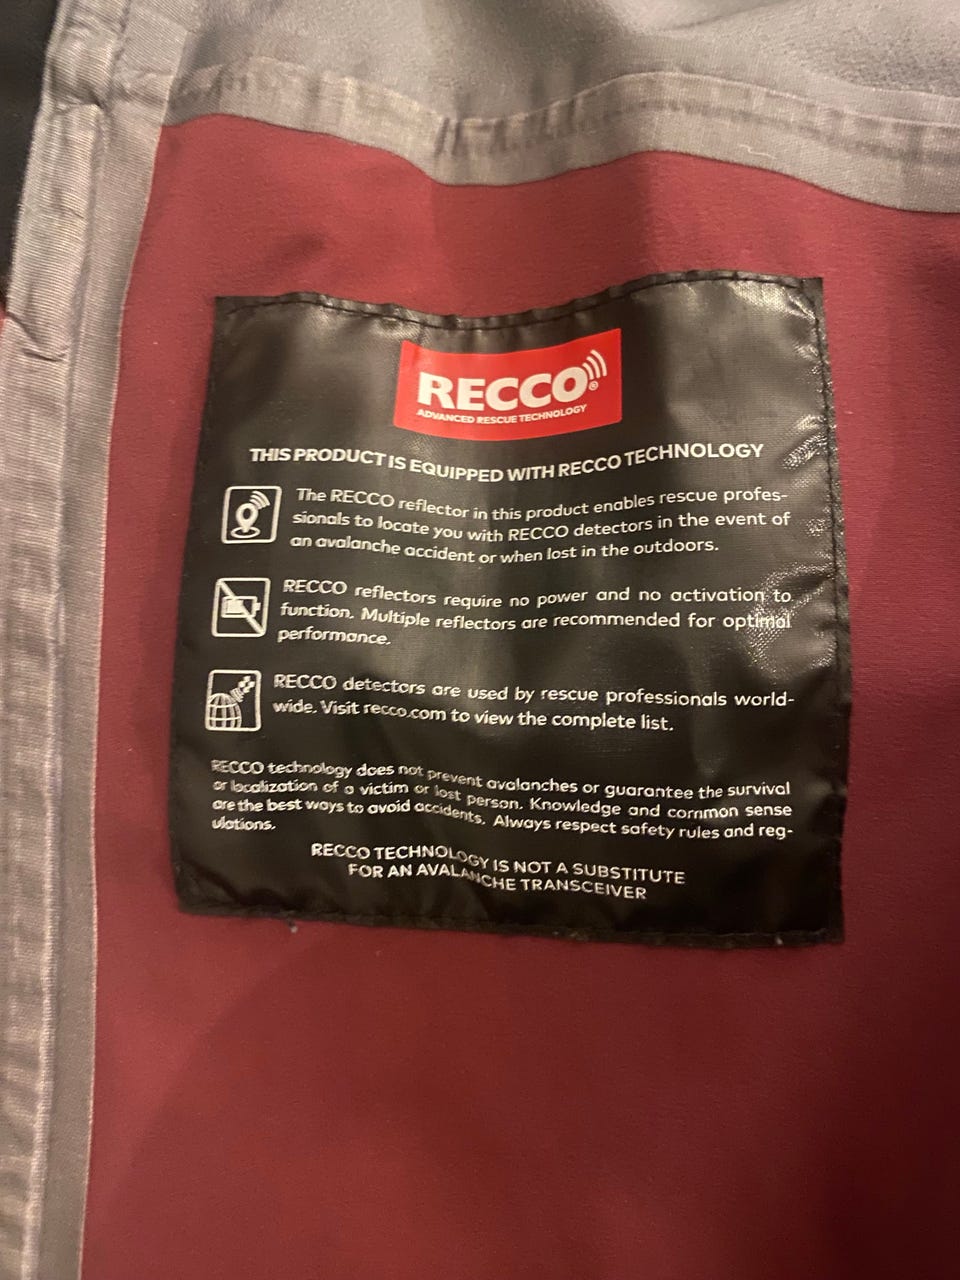 RECCO®
ADVANCED RESCUE TECHNOLOGY
THIS PRODUCT IS EQUIPPED WITH RECCO TECHNOLOGY
The RECCO reflector in this product enables rescue profes-
sionals to locate you with RECCO detectors in the event of
an avalanche accident or when lost in the outdoors.
RECCO reflectors require no power and no activation to
function. Multiple reflectors are recommended for optimal
performance.
RECCO detectors are used by rescue professionals world-
wide. Visit recco.com to view the complete list.
RECCO technology does not prevent avalanches or guarantee the survival
or localization of a victim or lost person. Knowledge and common sense
are the best ways to avoid accidents. Always respect safety rules and reg-
ulations.
RECCO TECHNOLOGY IS NOT A SUBSTITUTE
FOR AN AVALANCHE TRANSCEIVER